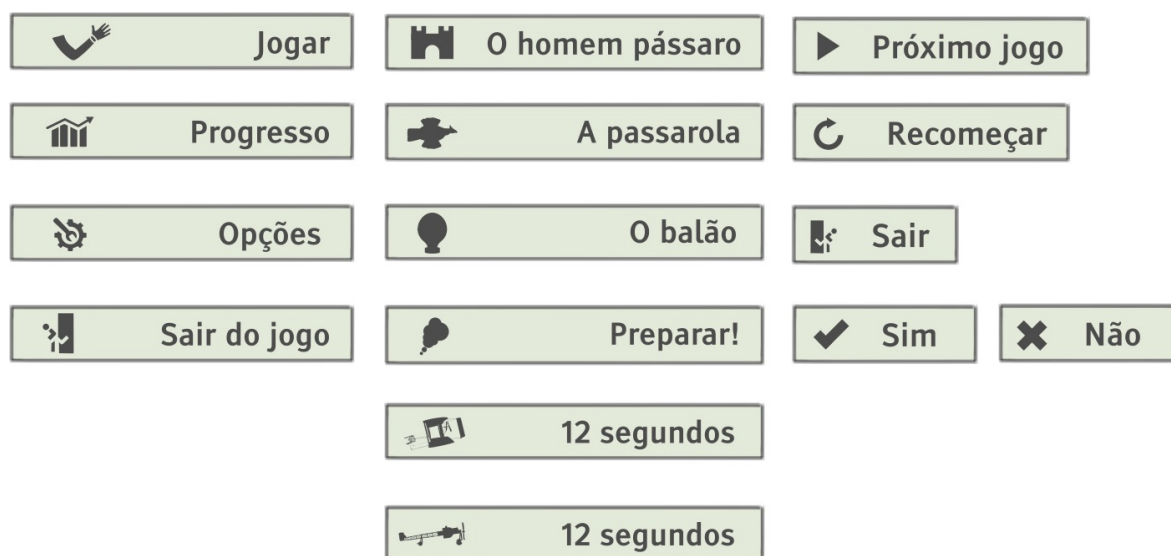 Jogar
O homem pássaro
Próximo jogo
Progresso
A passarola
Recomeçar
Opções
O balão
Sair
Sair do jogo
Preparar!
Sim
Não
12 segundos
12 segundos